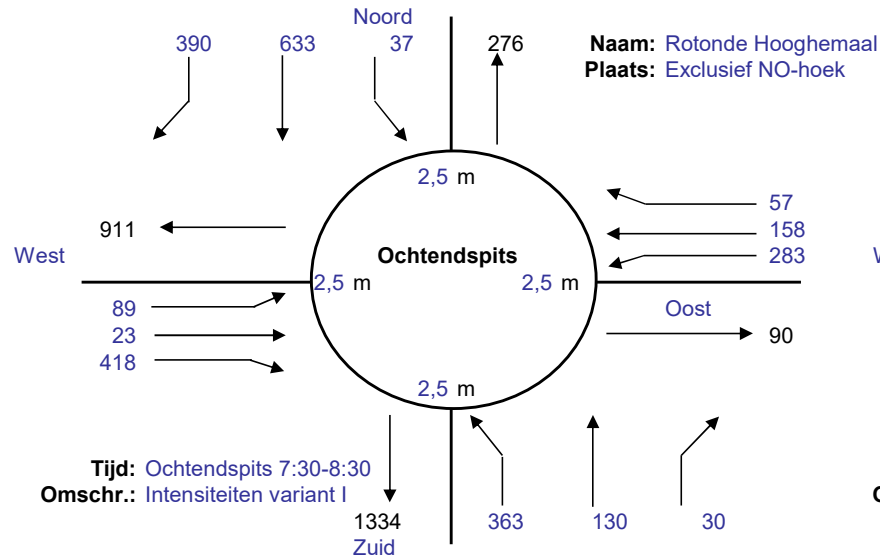 Noord
390 633 37 276
Naam: Rotonde Hooghemaal
Plaats: Exclusief NO-hoek
2,5 m
57
158
283
911
West
Ochtendspits
2,5 m 2,5 m
Oost
89
23
418
90
2,5 m
Tijd: Ochtendspits 7:30-8:30
Omschr.: Intensiteiten variant I
1334 363 130 30
Zuid